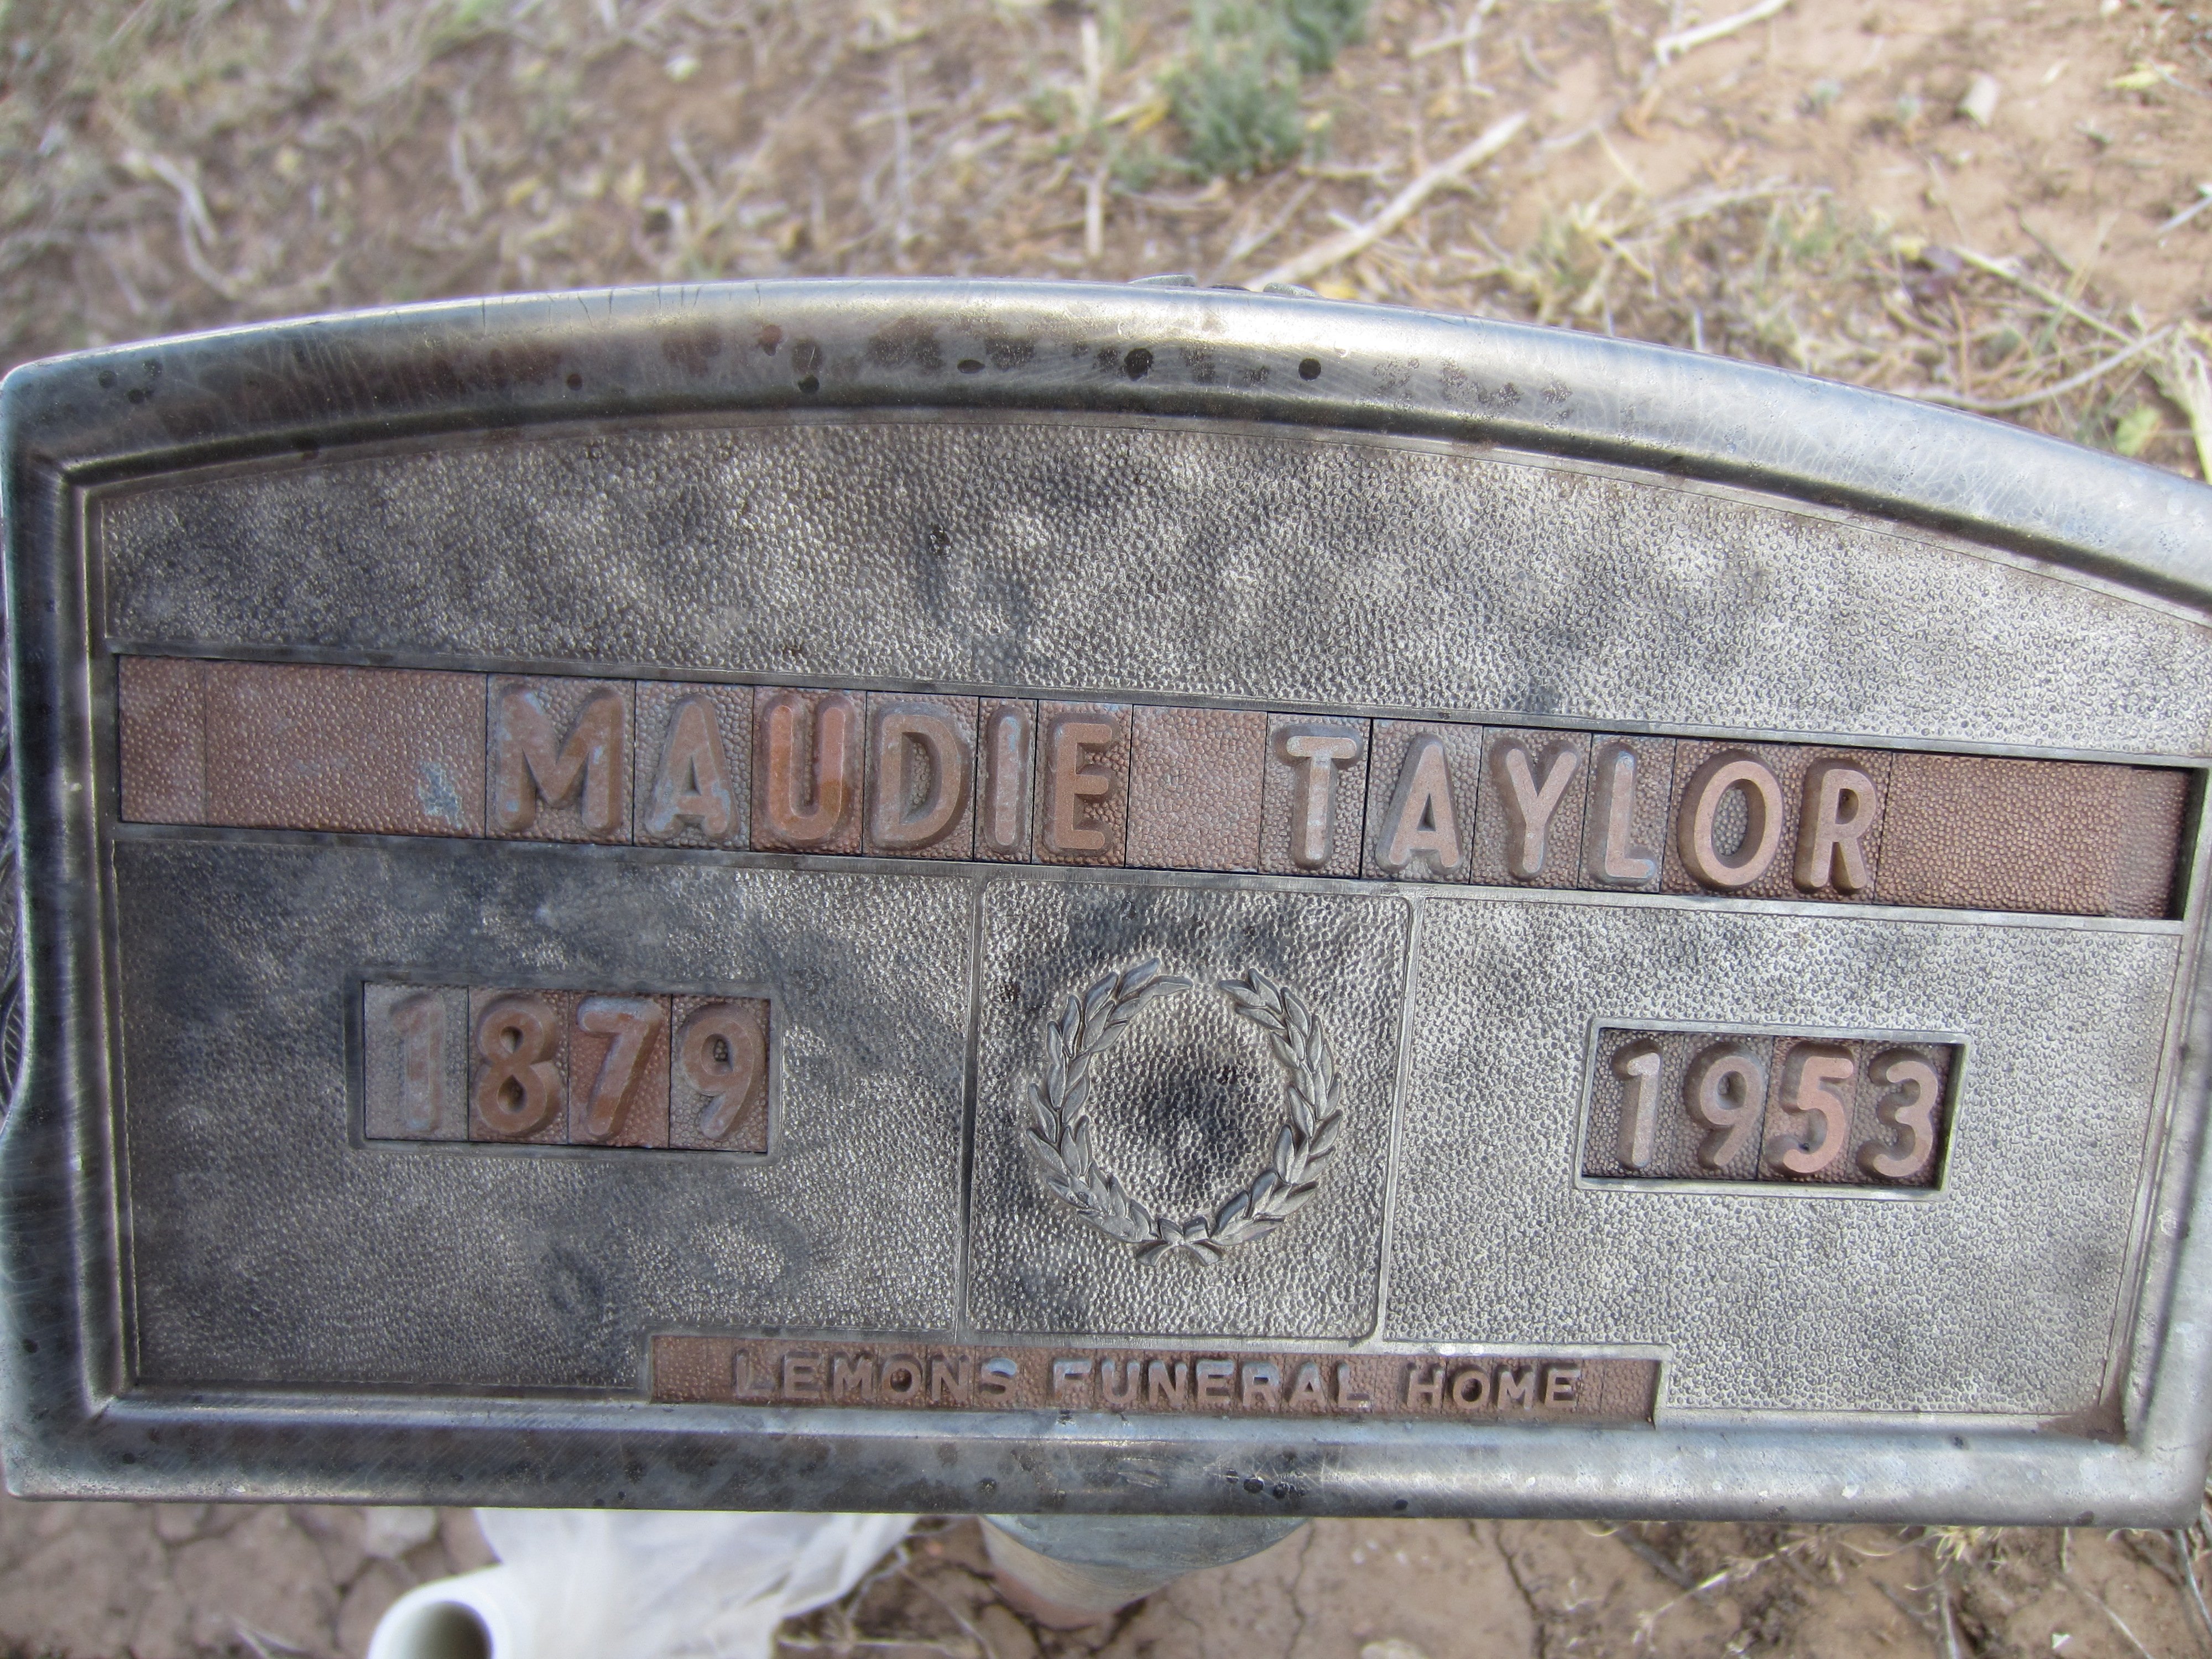 MAUDIE TAYLOR
1879 1953
LEMONS FUNERAL HOME